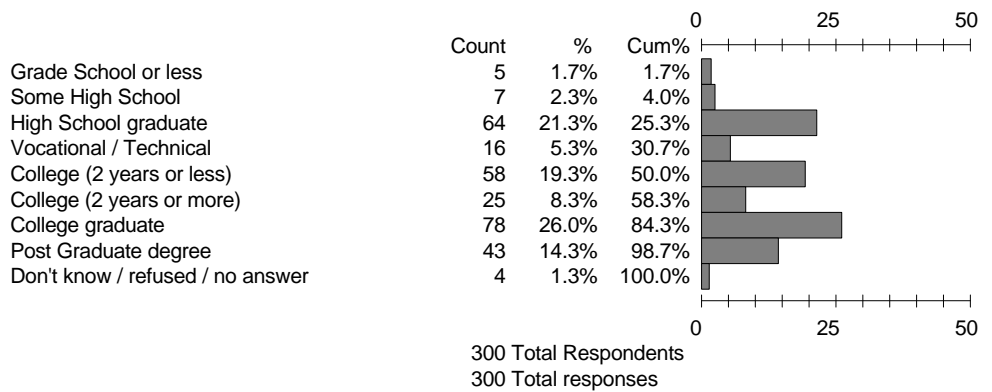 0 25 50
Count % Cum%
Grade School or less 5 1.7% 1.7%
Some High School 7 2.3% 4.0%
High School graduate 64 21.3% 25.3%
Vocational / Technical 16 5.3% 30.7%
College (2 years or less) 58 19.3% 50.0%
College (2 years or more) 25 8.3% 58.3%
College graduate 78 26.0% 84.3%
Post Graduate degree 43 14.3% 98.7%
Don't know / refused / no answer 4 1.3% 100.0%
0 25 50
300 Total Respondents
300 Total responses